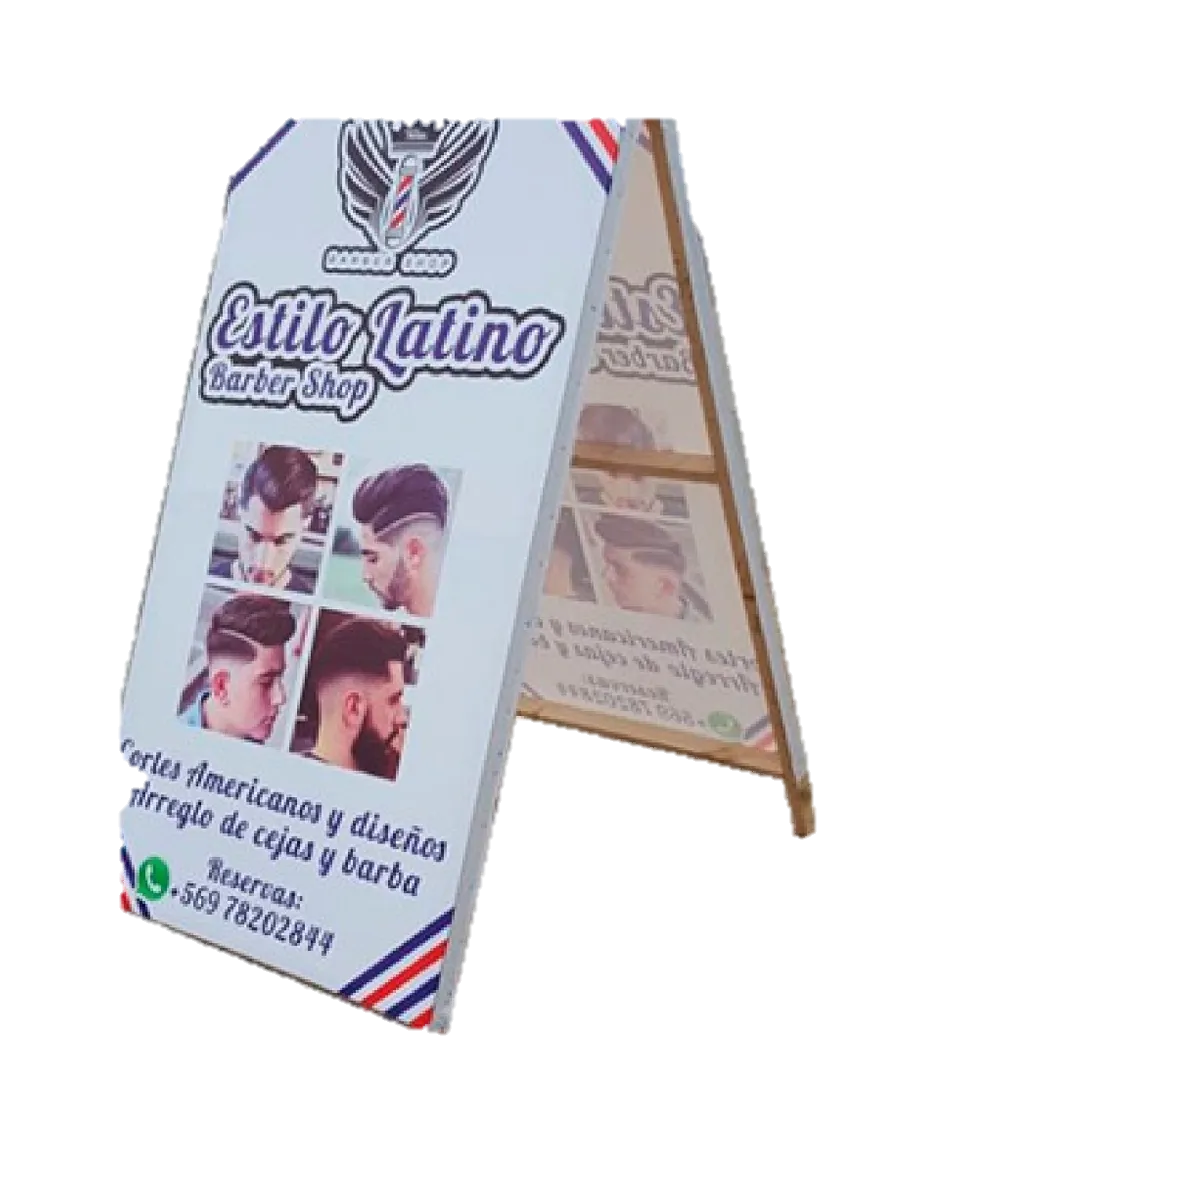 BARBER SHOP
Estilo Latino
Barber Shop
Cortes Americanos y diseños
Arreglo de cejas y barba
Reservas:
+569 78202844